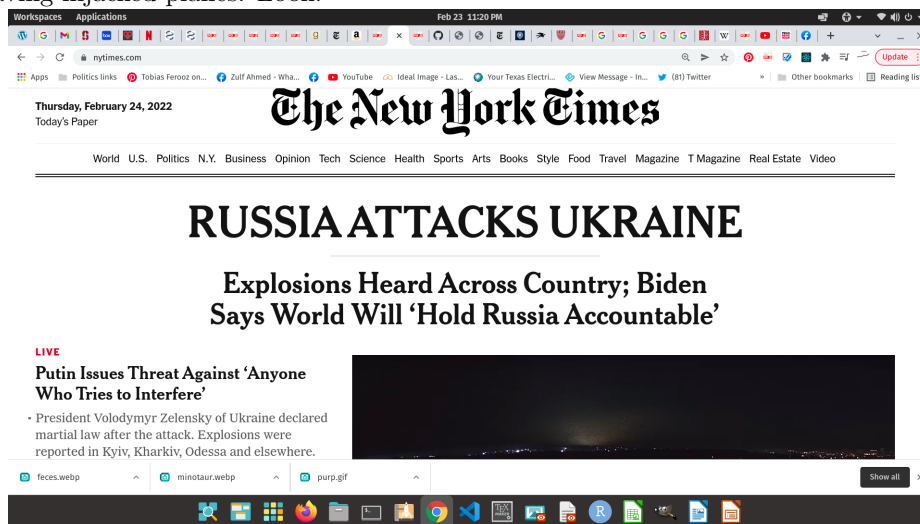 Workspaces Applications Feb 23 11:20 PM
nytimes.com Update
Apps Politics links Tobias Ferozz on... Zulf Ahmed - Wha... YouTube Ideal Image - Las... Your Texas Electri... View Message - In... (81) Twitter » Other bookmarks Reading lis
Thursday, February 24, 2022
Today's Paper
The New York Times
World U.S. Politics N.Y. Business Opinion Tech Science Health Sports Arts Books Style Food Travel Magazine T Magazine Real Estate Video
RUSSIA ATTACKS UKRAINE
Explosions Heard Across Country; Biden
Says World Will ‘Hold Russia Accountable’
LIVE
Putin Issues Threat Against ‘Anyone
Who Tries to Interfere’
• President Volodymyr Zelensky of Ukraine declared
martial law after the attack. Explosions were
reported in Kyiv, Kharkiv, Odessa and elsewhere.
feces.webp minotaur.webp purp.gif Show all